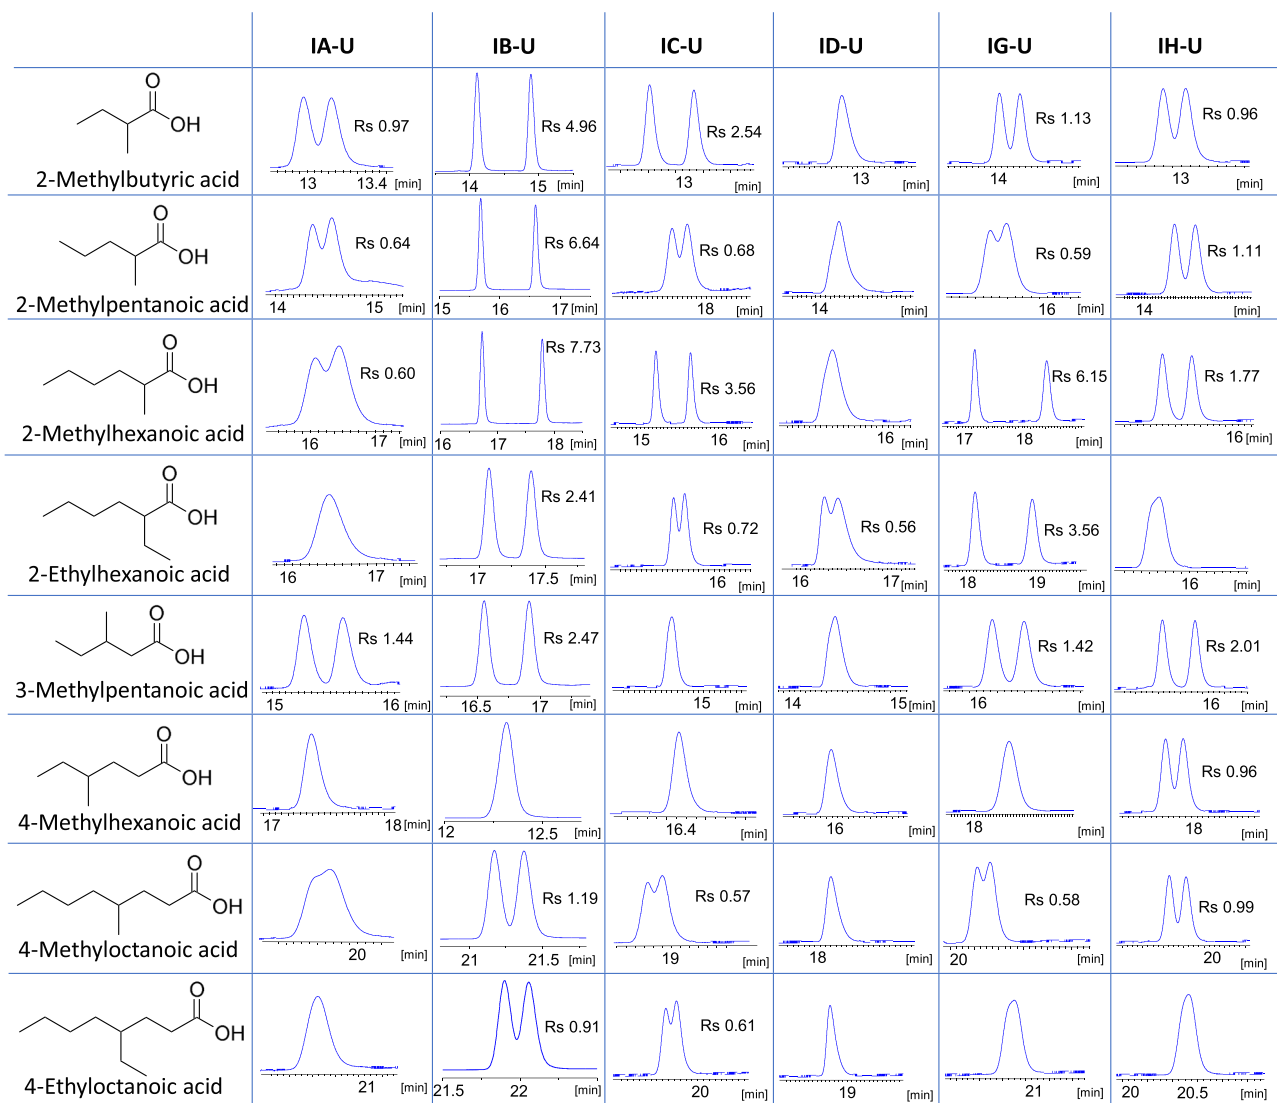 IA-U IB-U IC-U ID-U IG-U IH-U
O
OH
2-Methylbutyric acid
Rs 0.97
13 13.4 [min]
Rs 4.96
14 15 [min]
Rs 2.54
13 [min]
13 [min]
Rs 1.13
14 [min]
Rs 0.96
13 [min]
O
OH
2-Methylpentanoic acid
Rs 0.64
14 15 [min]
Rs 6.64
15 16 17 [min]
Rs 0.68
18 [min]
14 [min]
Rs 0.59
16 [min]
Rs 1.11
14 [min]
O
OH
2-Methylhexanoic acid
Rs 0.60
16 17 [min]
Rs 7.73
16 17 18 [min]
Rs 3.56
15 16 [min]
16 [min]
Rs 6.15
17 18 [min]
Rs 1.77
16 [min]
O
OH
2-Ethylhexanoic acid
16 17 [min]
Rs 2.41
17 17.5 [min]
Rs 0.72
16 [min]
Rs 0.56
16 17 [min]
Rs 3.56
18 19 [min]
16 [min]
O
OH
3-Methylpentanoic acid
Rs 1.44
15 16 [min]
Rs 2.47
16.5 17 [min]
15 [min]
14 15 [min]
Rs 1.42
16 [min]
Rs 2.01
16 [min]
O
OH
4-Methylhexanoic acid
17 18 [min]
12 12.5 [min]
16.4 [min]
16 [min]
18 [min]
Rs 0.96
18 [min]
O
OH
4-Methyloctanoic acid
20 [min]
Rs 1.19
21 21.5 [min]
Rs 0.57
19 [min]
18 [min]
Rs 0.58
20 [min]
Rs 0.99
20 [min]
O
OH
4-Ethyloctanoic acid
21 [min]
Rs 0.91
21.5 22 [min]
Rs 0.61
20 [min]
19 [min]
21 [min]
20 20.5 [min]